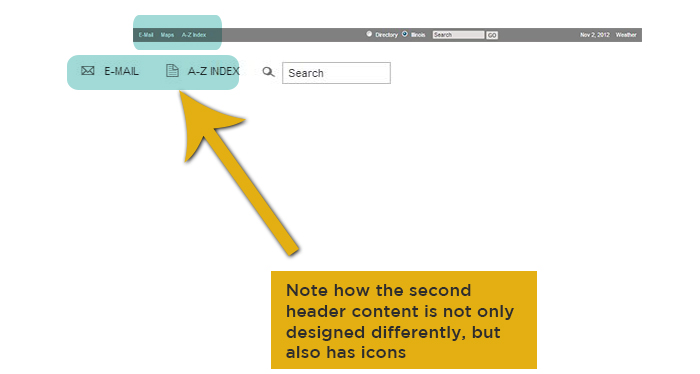 E-Mail Maps A-Z Index Directory Illinois Search GO Nov 2, 2012 Weather
E-MAIL A-Z INDEX Search
Note how the second
header content is not only
designed differently, but
also has icons